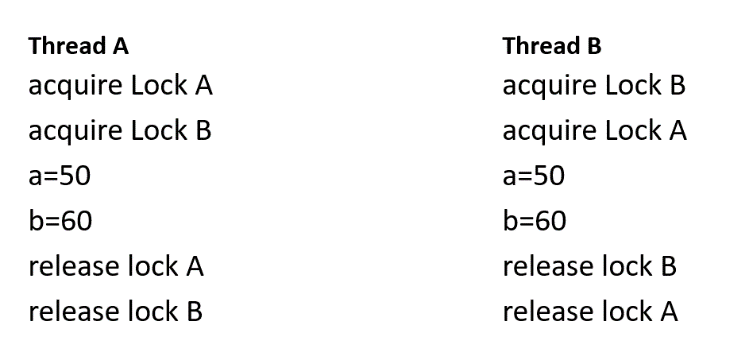 Thread A
acquire Lock A
acquire Lock B
a=50
b=60
release lock A
release lock B
Thread B
acquire Lock B
acquire Lock A
a=50
b=60
release lock B
release lock A